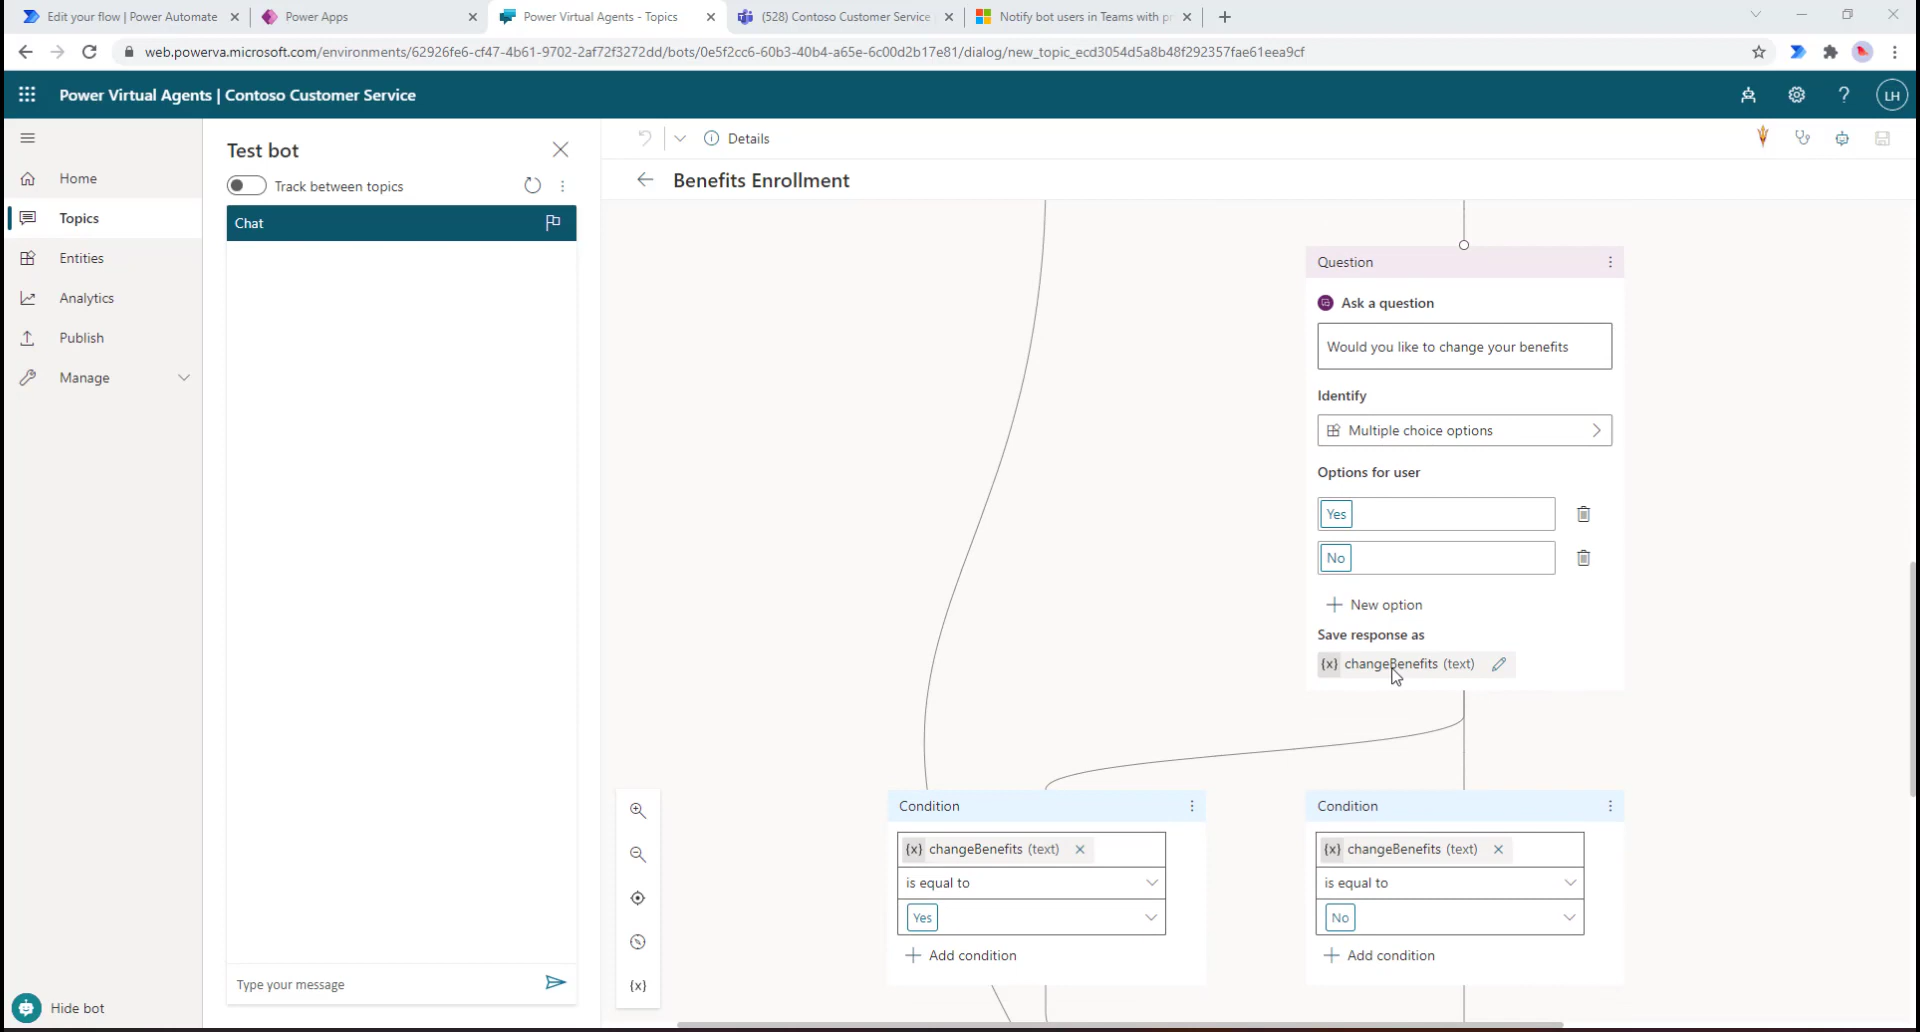 Edit your flow | Power Automate
Power Apps
Power Virtual Agents - Topics
(528) Contoso Customer Service
Notify bot users in Teams with pr
web.powerva.microsoft.com/environments/62926fe6-cf47-4b61-9702-2af72f3272dd/bots/0e5f2cc6-60b3-40b4-a65e-6c00d2b17e81/dialog/new_topic_ecd3054d5a8b48f292357fae61eea9cf
Power Virtual Agents | Contoso Customer Service
LH
Home
Topics
Entities
Analytics
Publish
Manage
Hide bot
Test bot
Track between topics
Chat
Type your message
Details
Benefits Enrollment
Question
Ask a question
Would you like to change your benefits
Identify
Multiple choice options
Options for user
Yes
No
New option
Save response as
{x} changeBenefits (text)
Condition
{x} changeBenefits (text)
is equal to
Yes
Add condition
Condition
{x} changeBenefits (text)
is equal to
No
Add condition
{x}